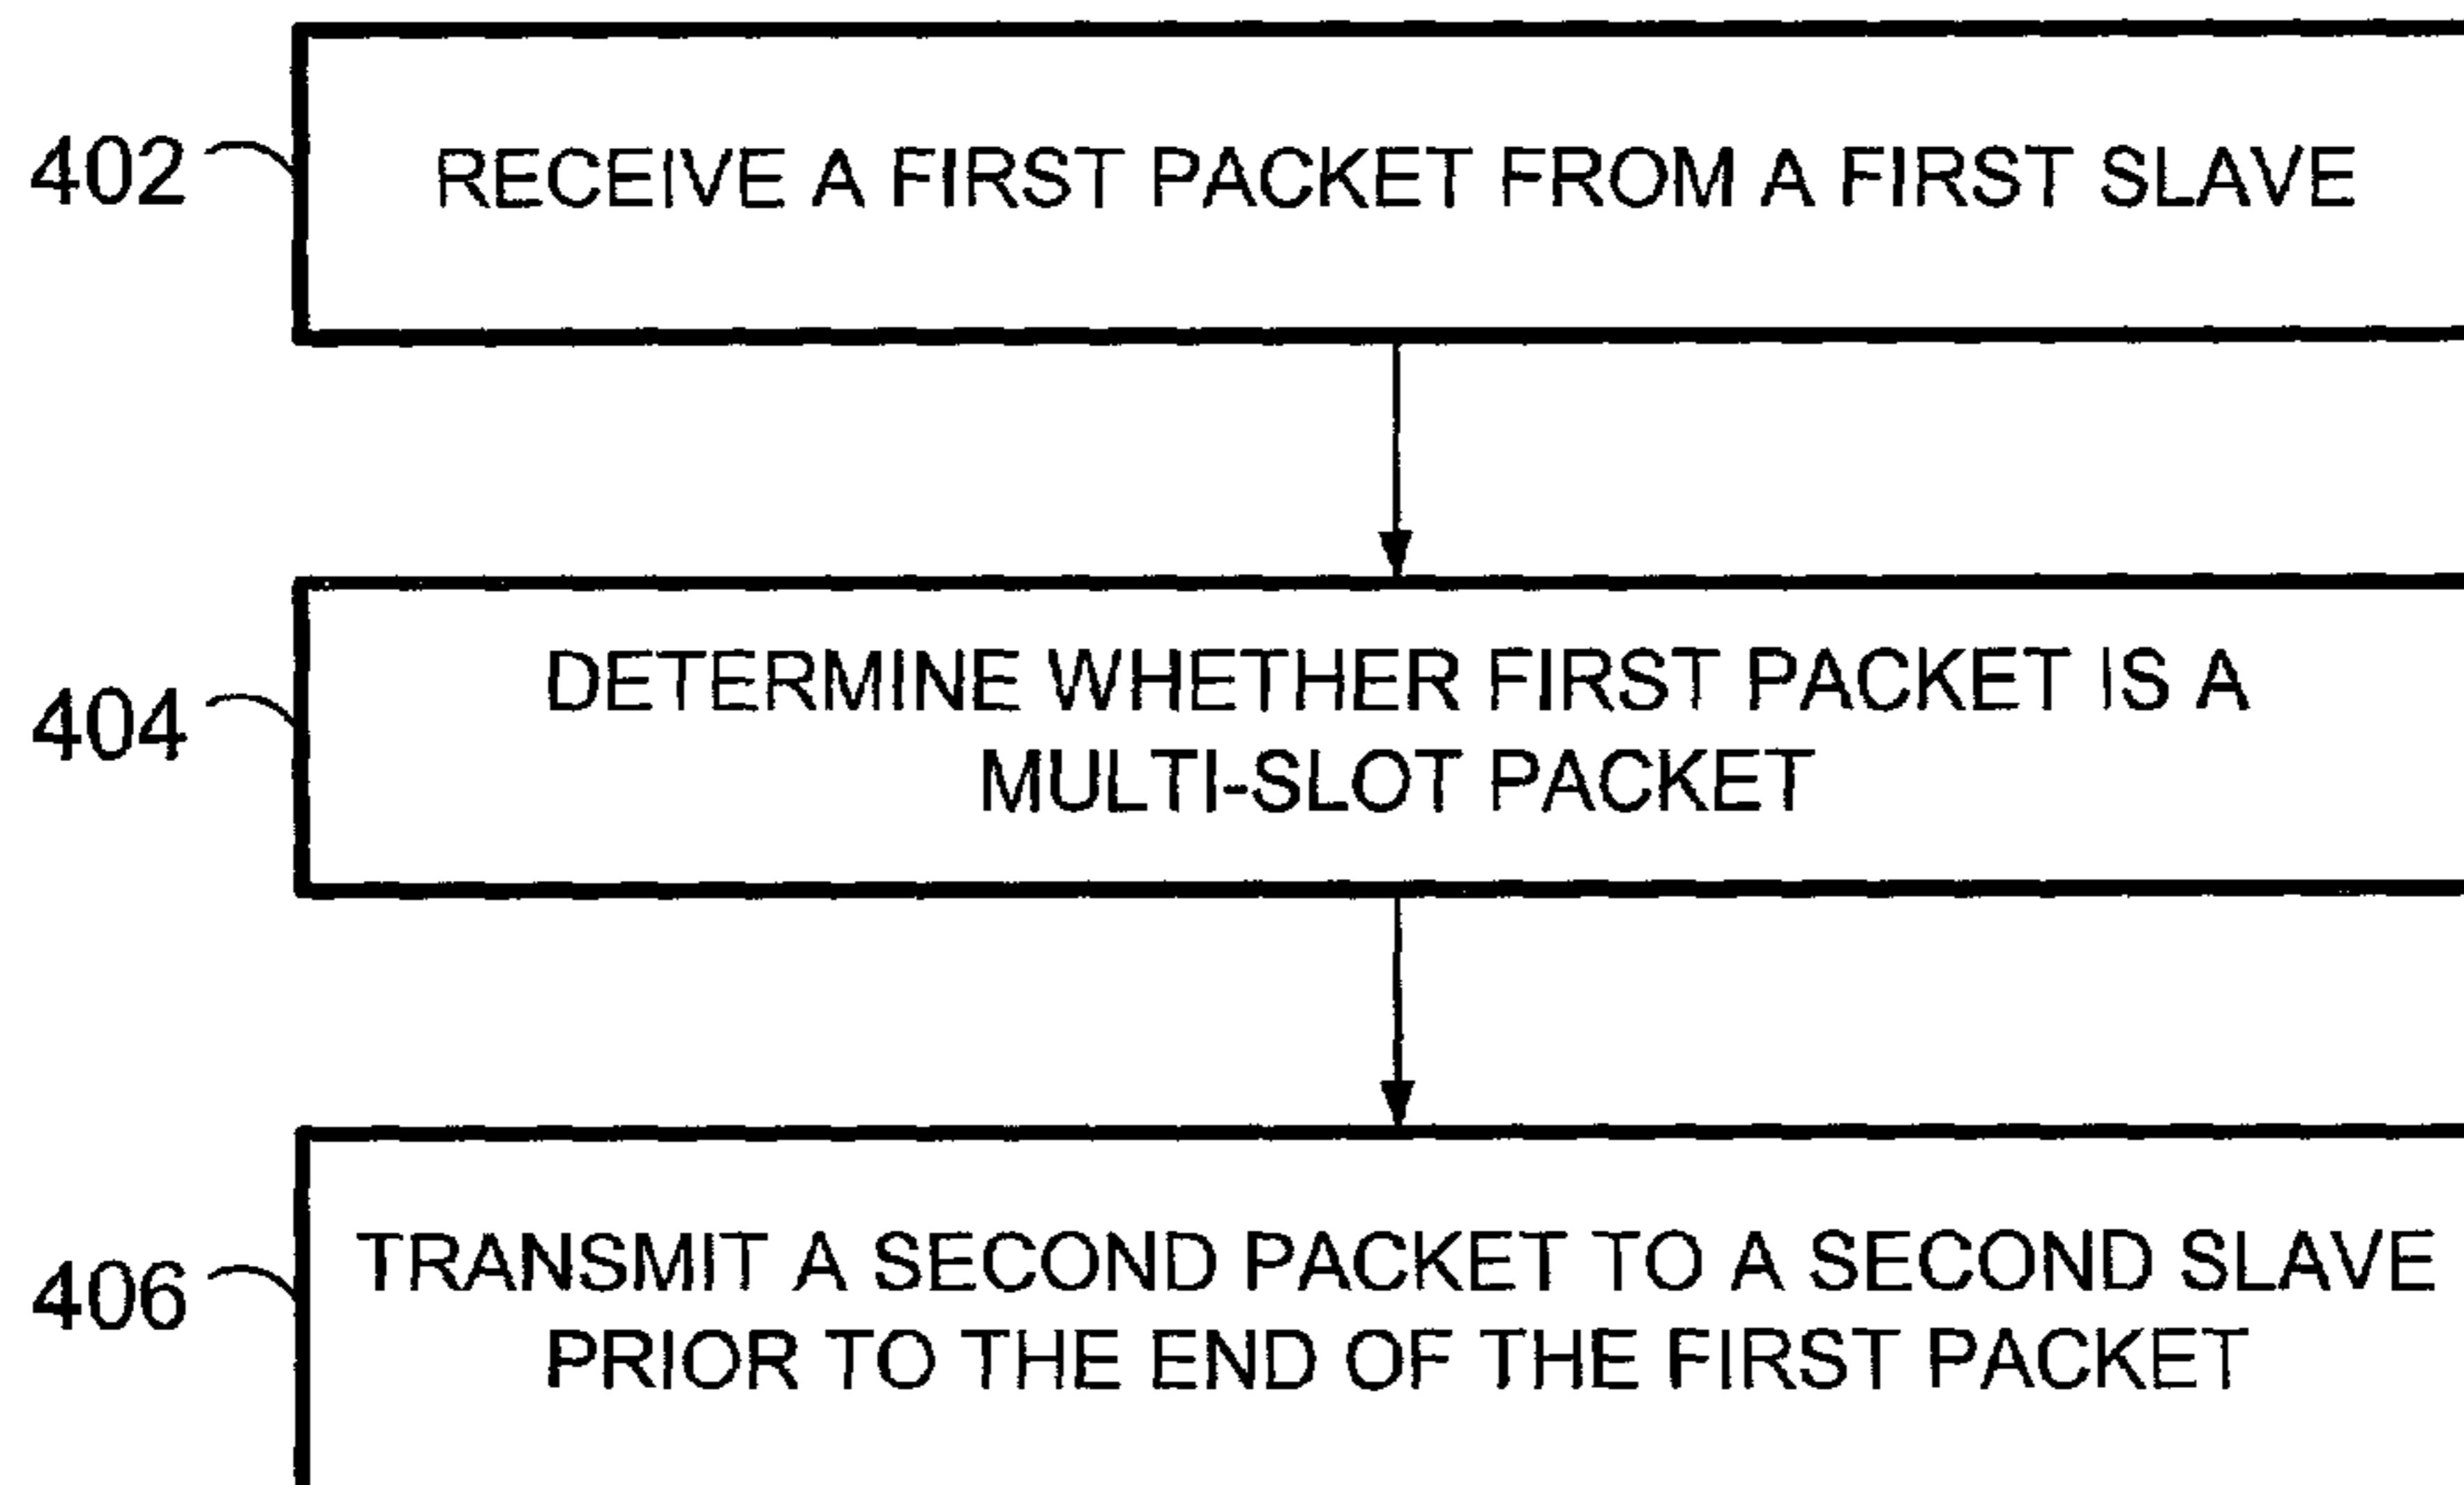 402
RECEIVE A FIRST PACKET FROM A FIRST SLAVE
404
DETERMINE WHETHER FIRST PACKET IS A
MULTI-SLOT PACKET
406
TRANSMIT A SECOND PACKET TO A SECOND SLAVE
PRIOR TO THE END OF THE FIRST PACKET